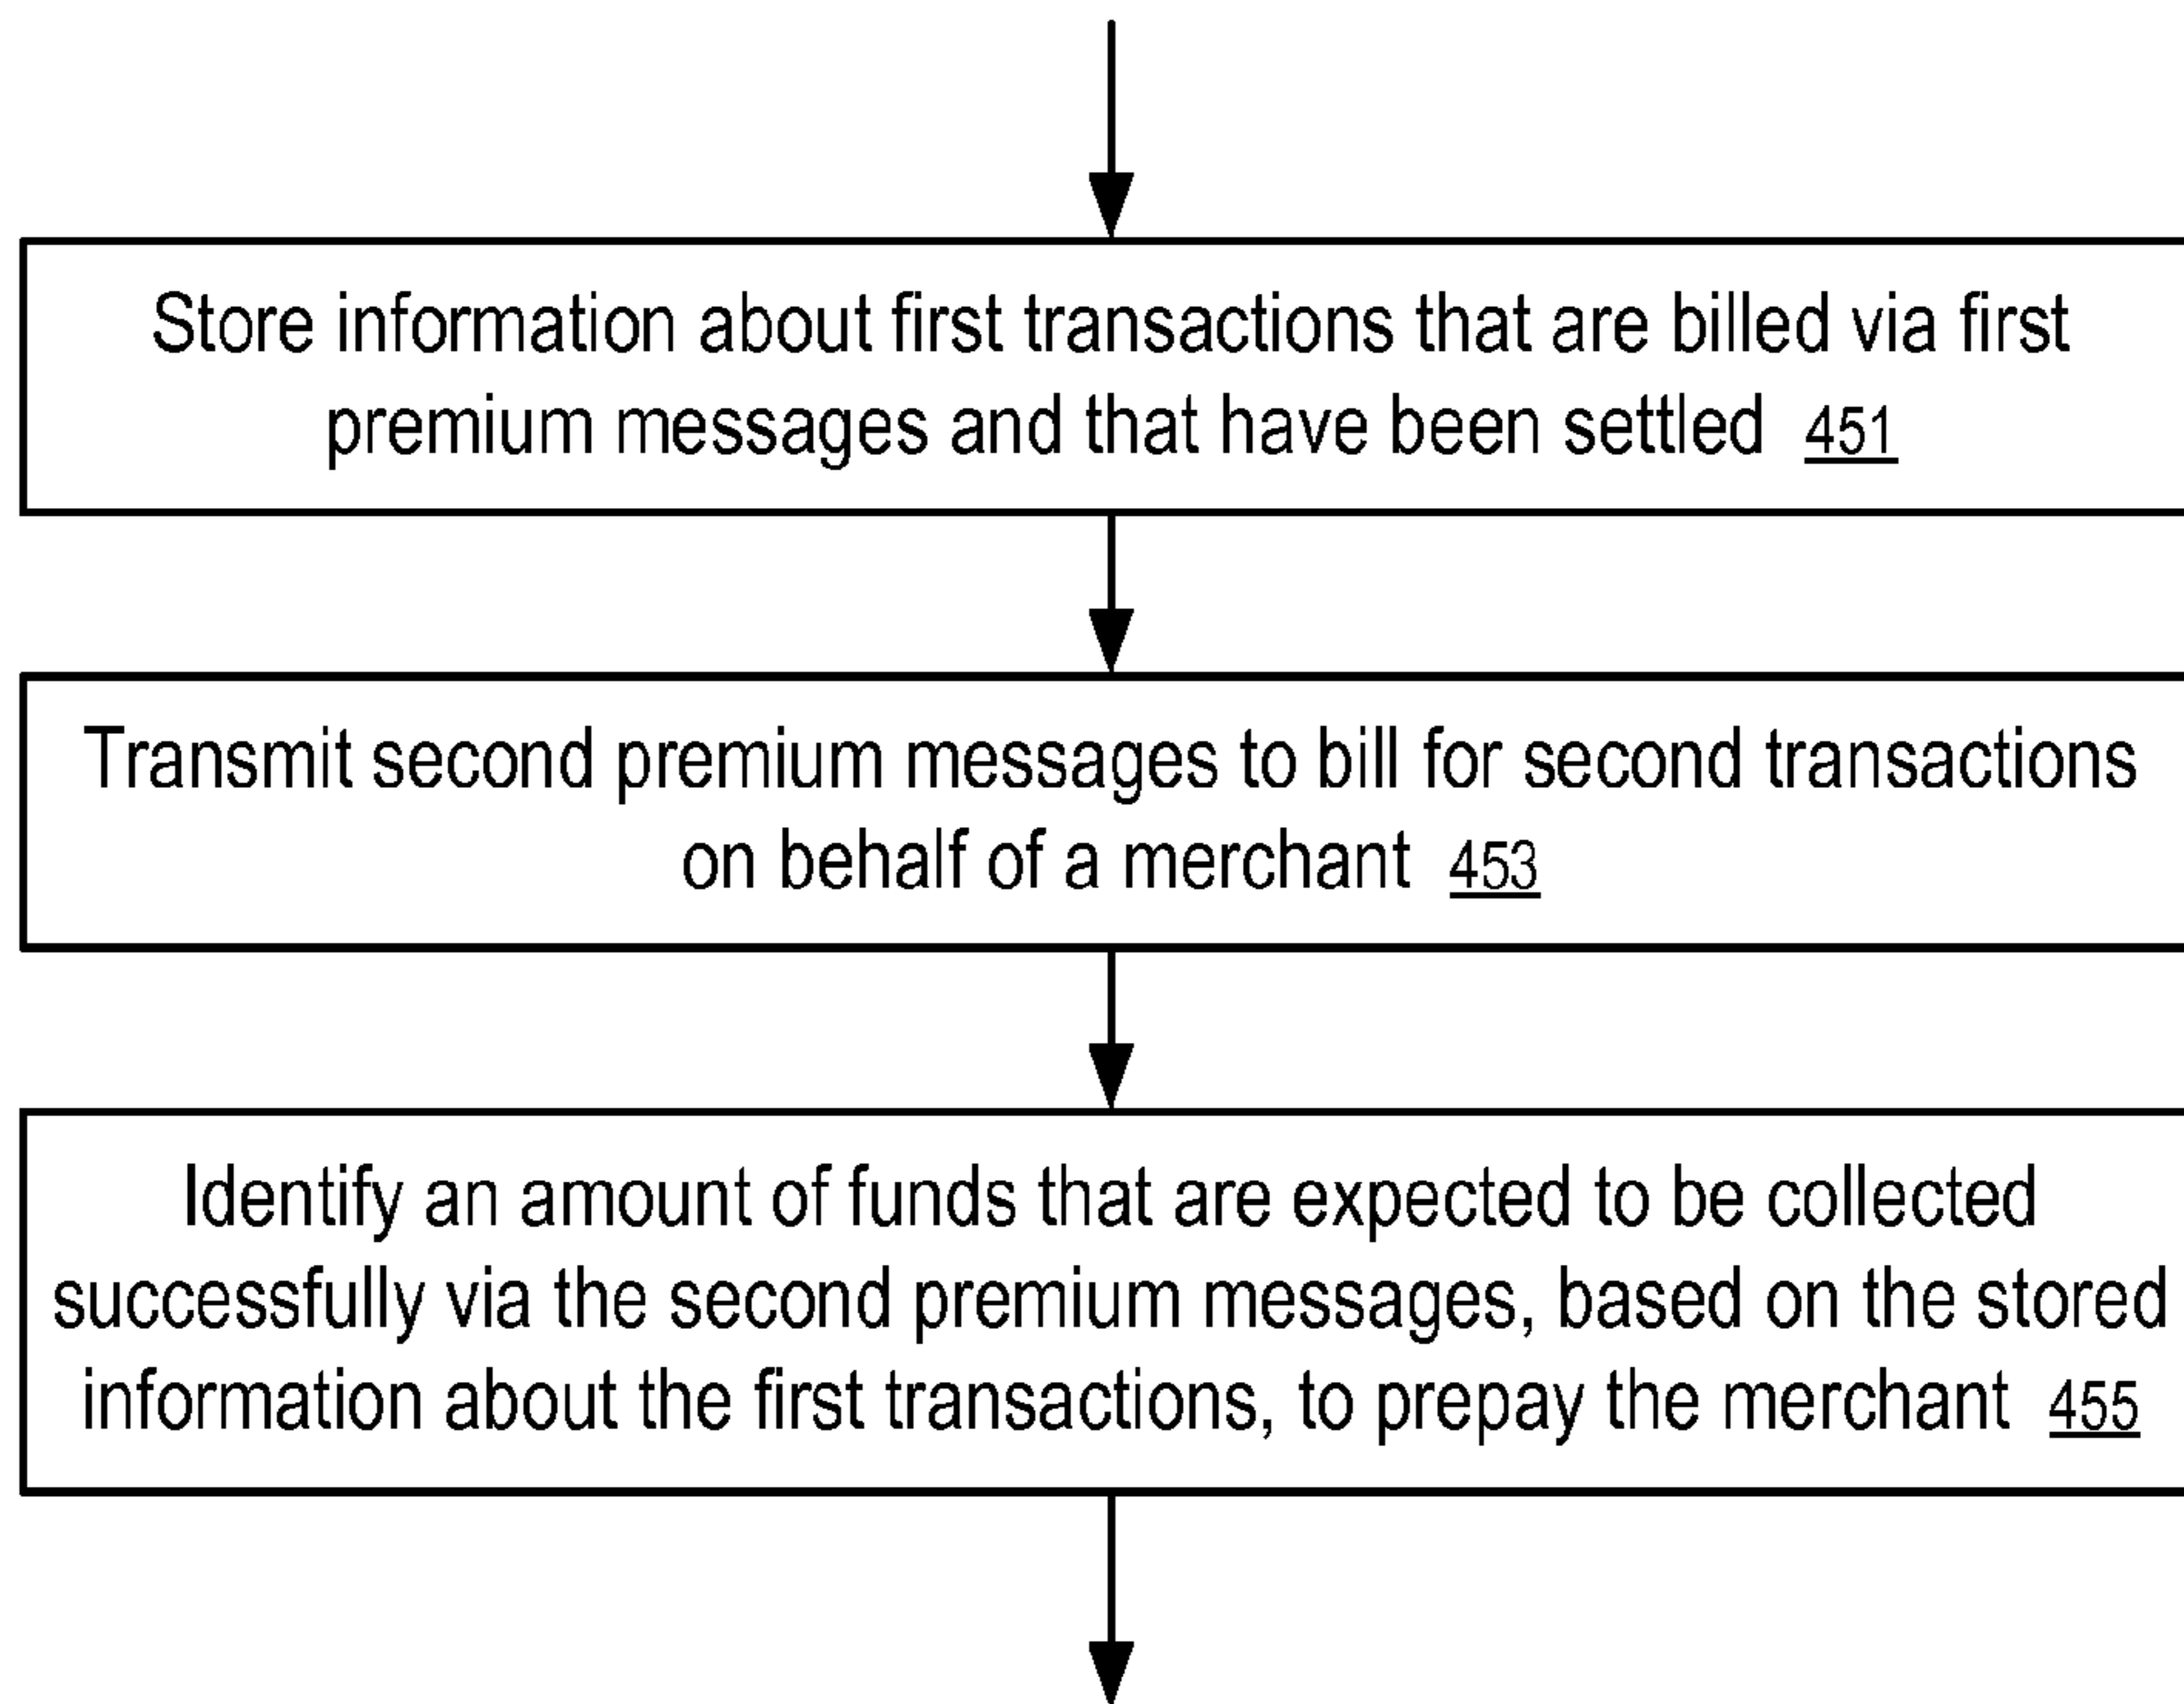 Store information about first transactions that are billed via first
premium messages and that have been settled 451
Transmit second premium messages to bill for second transactions
on behalf of a merchant 453
Identify an amount of funds that are expected to be collected
successfully via the second premium messages, based on the stored
information about the first transactions, to prepay the merchant 455